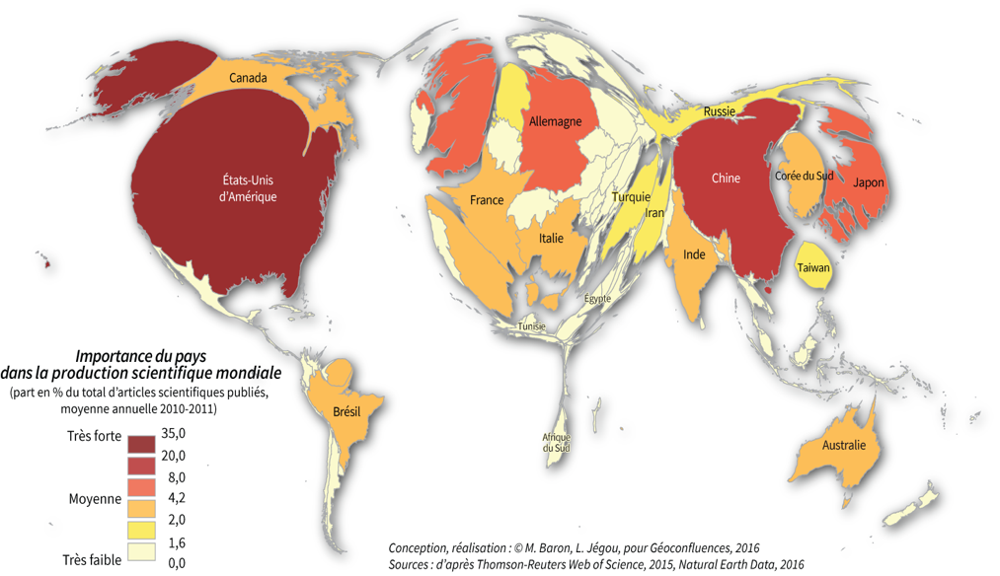 Canada
Russie
Allemagne
États-Unis
d'Amérique
Chine
Corée du Sud
Japon
France
Turquie
Iran
Italie
Inde
Taiwan
Égypte
Tunisie
Importance du pays
dans la production scientifique mondiale
(part en % du total d'articles scientifiques publiés,
moyenne annuelle 2010-2011)
Brésil
Afrique
du Sud
Australie
Très forte
35,0
20,0
8,0
4,2
Moyenne
2,0
1,6
Très faible
0,0
Conception, réalisation : © M. Baron, L. Jégou, pour Géoconfluences, 2016
Sources : d'après Thomson-Reuters Web of Science, 2015, Natural Earth Data, 2016